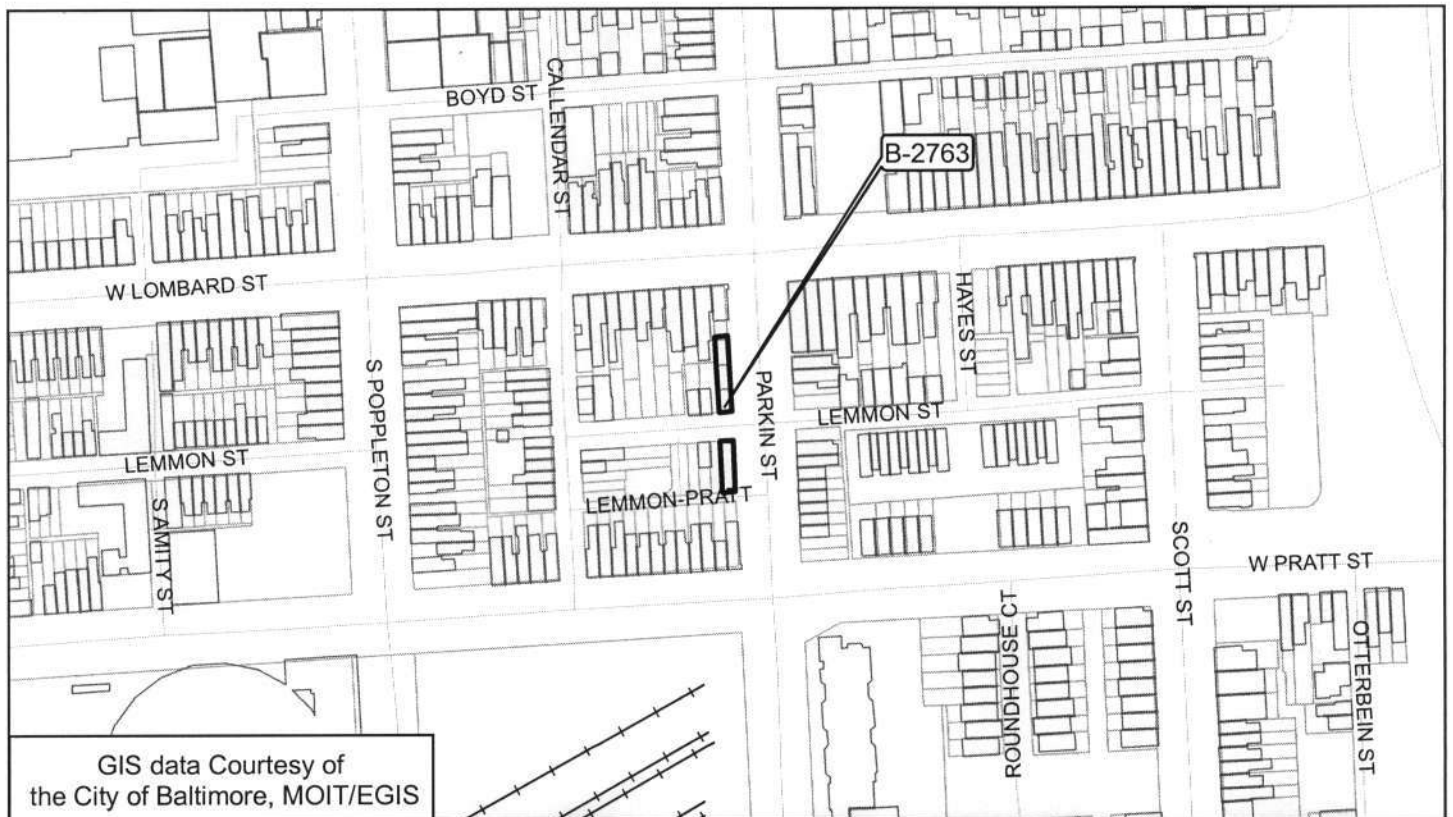 BOYD ST
CALLENDAR ST
B-2763
W LOMBARD ST
S POPPLETON ST
PARKIN ST
HAYES ST
LEMMON ST
LEMMON ST
LEMMON-PRATT
S AMITY ST
SCOTT ST
W PRATT ST
ROUNDHOUSE CT
OTTERBEIN ST
GIS data Courtesy of
the City of Baltimore, MOIT/EGIS